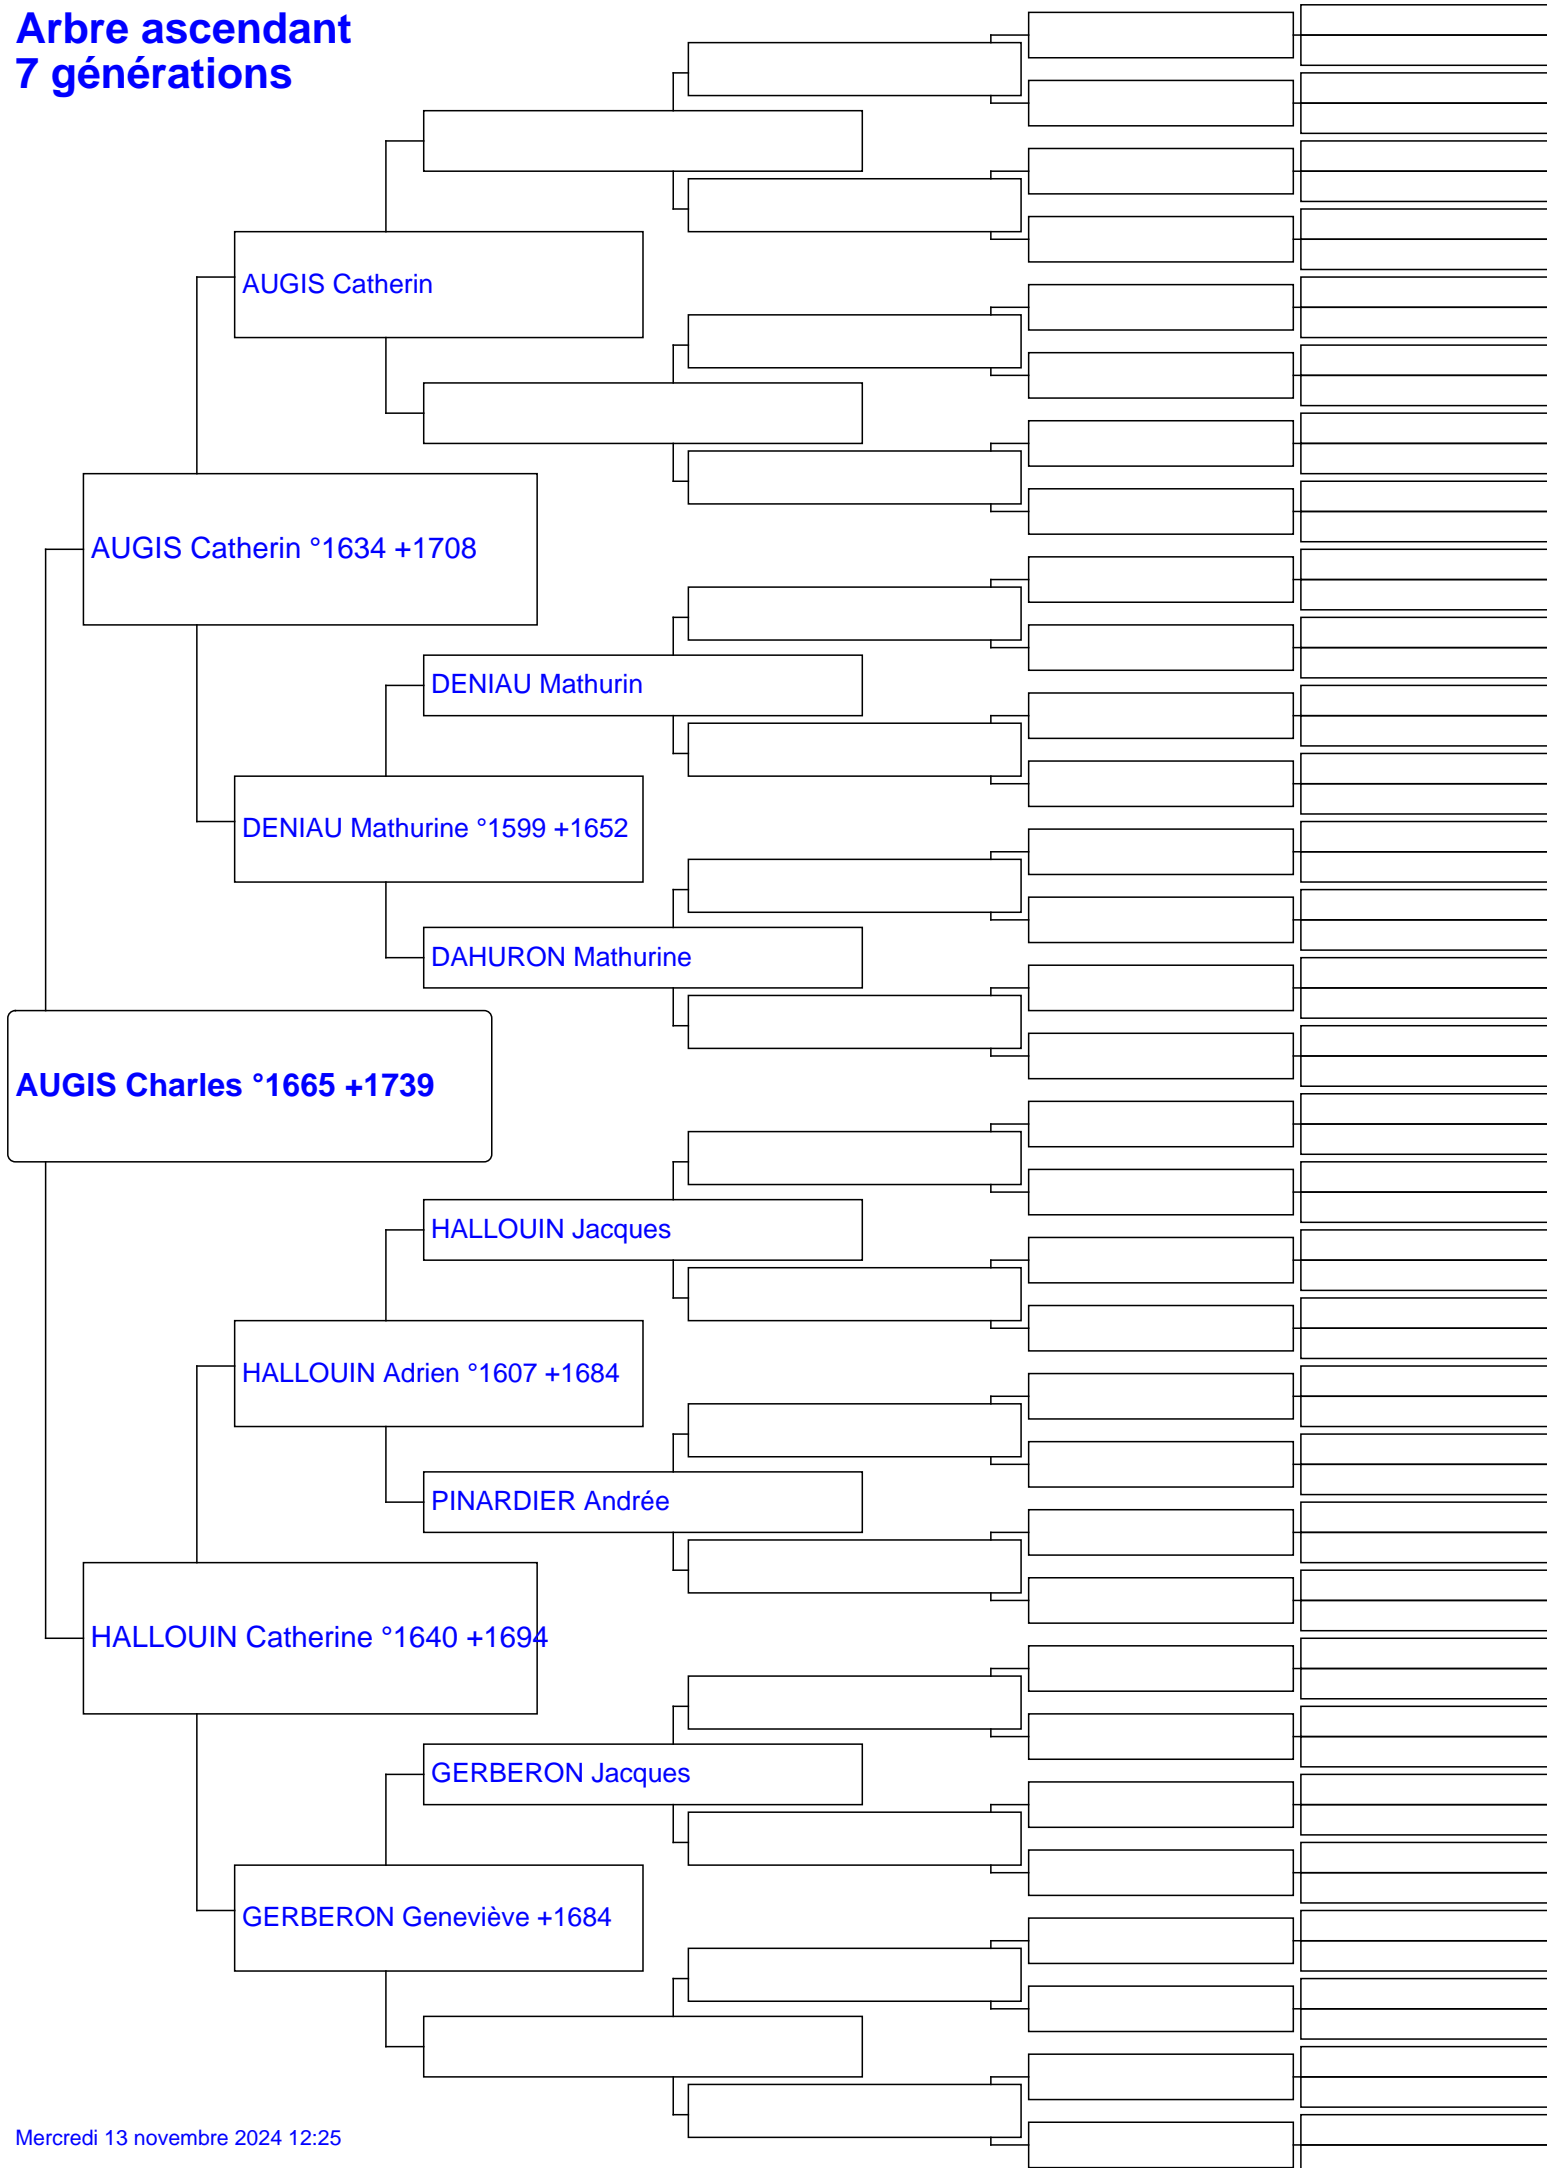 Arbre ascendant
7 générations
AUGIS Catherin
AUGIS Catherin °1634 +1708
DENIAU Mathurin
DENIAU Mathurine °1599 +1652
DAHURON Mathurine
AUGIS Charles °1665 +1739
HALLOUIN Jacques
HALLOUIN Adrien °1607 +1684
PINARDIER Andrée
HALLOUIN Catherine °1640 +1694
GERBERON Jacques
GERBERON Geneviève +1684
Mercredi 13 novembre 2024 12:25